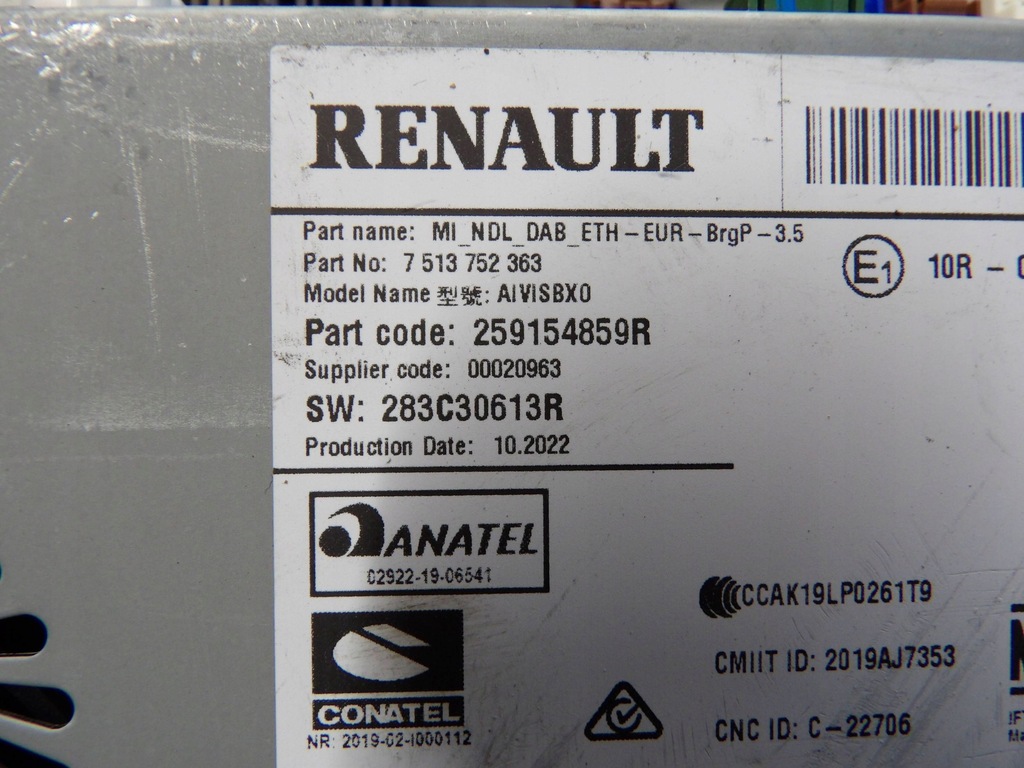 RENAULT
Part name: MI_NDL_DAB_ETH-EUR-BrgP-3.5
Part No: 7 513 752 363
Model Name 型號: AIVISBX0
Part code: 259154859R
Supplier code: 00020963
SW: 283C30613R
Production Date: 10.2022
E1 10R -
ANATEL
02922-19-06541
CONATEL
NR: 2019-02-I000112
CCAK19LP0261T9
CMIIT ID: 2019AJ7353
CNC ID: C-22706